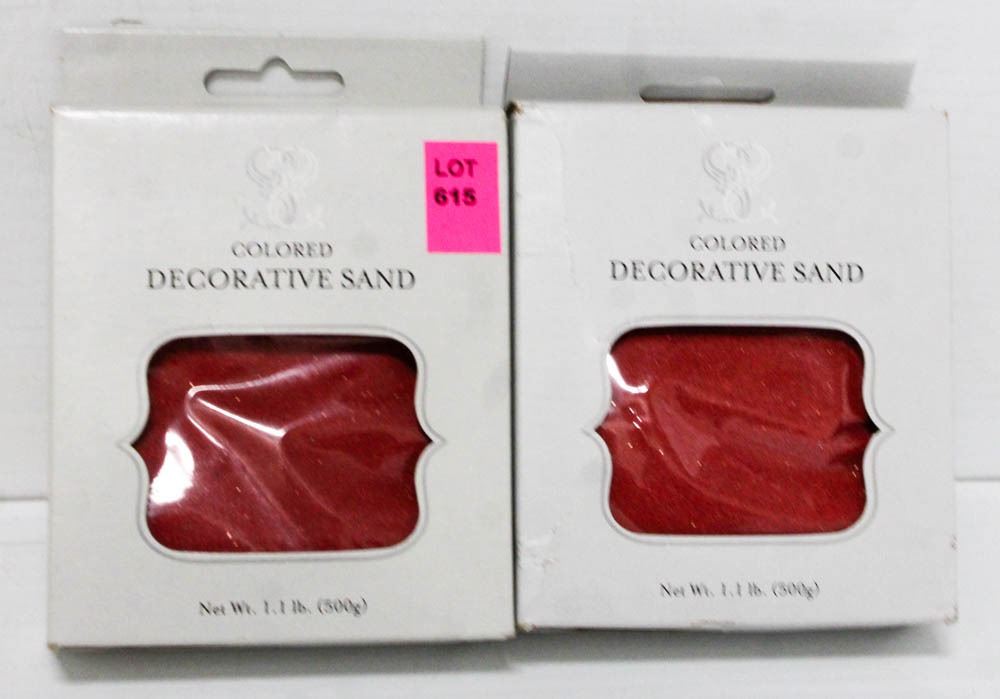 LOT
615
COLORED
DECORATIVE SAND
Net Wt. 1.1 lb. (500g)
COLORED
DECORATIVE SAND
Net Wt. 1.1 lb. (500g)